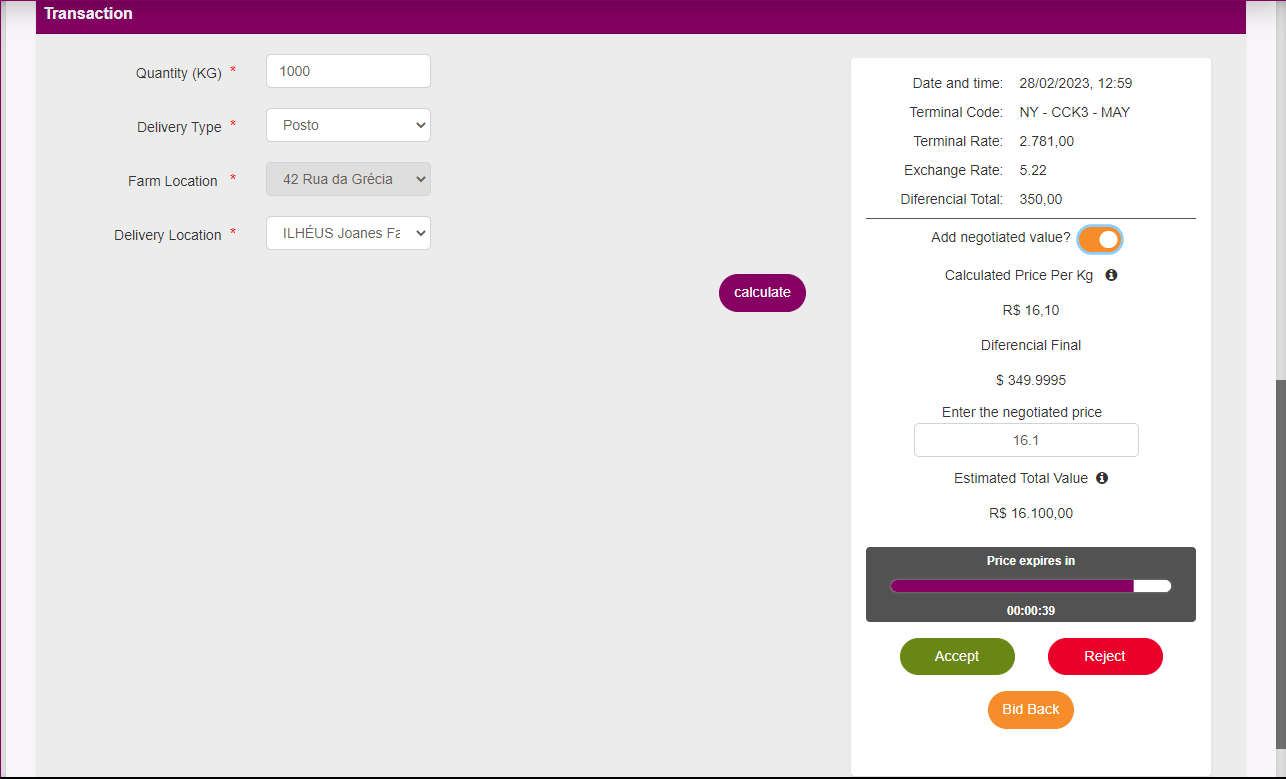 Transaction
Quantity (KG) *
1000
Delivery Type *
Posto
Farm Location *
42 Rua da Grécia
Delivery Location *
ILHÉUS Joanes Fa
calculate
Date and time: 28/02/2023, 12:59
Terminal Code: NY - CCK3 - MAY
Terminal Rate: 2.781,00
Exchange Rate: 5.22
Diferencial Total: 350,00
Add negotiated value?
Calculated Price Per Kg
R$ 16,10
Diferencial Final
$ 349.9995
Enter the negotiated price
16.1
Estimated Total Value
R$ 16.100,00
Price expires in
00:00:39
Accept
Reject
Bid Back